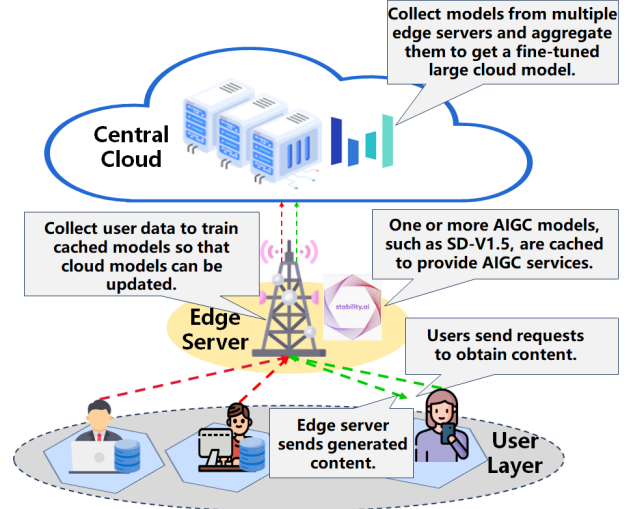 Collect models from multiple
edge servers and aggregate
them to get a fine-tuned
large cloud model.
Central
Cloud
Collect user data to train
cached models so that
cloud models can be
updated.
One or more AIGC models,
such as SD-V1.5, are cached
to provide AIGC services.
stability.ai
Edge
Server
Users send requests
to obtain content.
Edge server
sends generated
content.
User
Layer